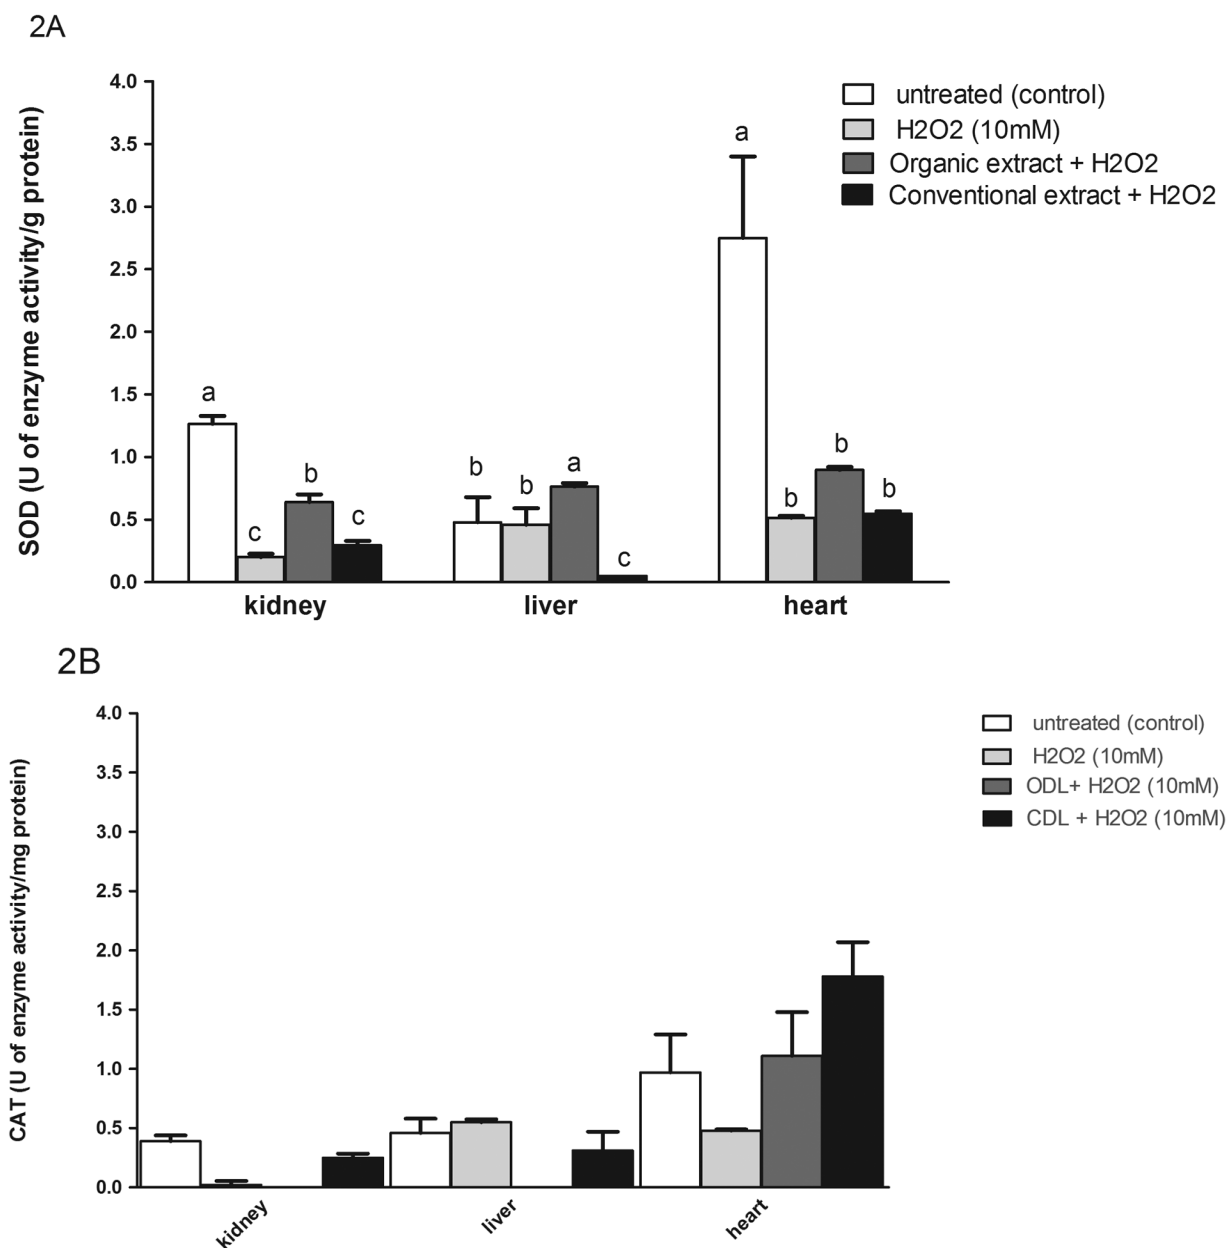 2A
SOD (U of enzyme activity/g protein)
4.0
3.5
3.0
2.5
2.0
1.5
1.0
0.5
0.0
untreated (control)
H2O2 (10mM)
Organic extract + H2O2
Conventional extract + H2O2
a
c
b
c
b
b
a
c
a
b
b
b
kidney
liver
heart
2B
CAT (U of enzyme activity/mg protein)
4.0
3.5
3.0
2.5
2.0
1.5
1.0
0.5
0.0
untreated (control)
H2O2 (10mM)
ODL+ H2O2 (10mM)
CDL + H2O2 (10mM)
kidney
liver
heart